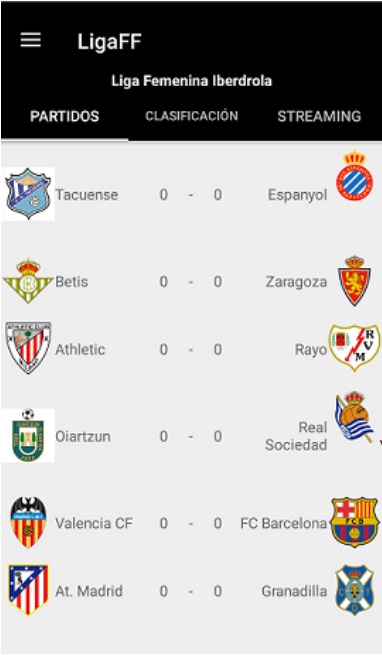 LigaFF
Liga Femenina Iberdrola
PARTIDOS CLASIFICACIÓN STREAMING
Tacuense 0 - 0 Espanyol
Betis 0 - 0 Zaragoza
Athletic 0 - 0 Rayo
Oiartzun 0 - 0 Real
Sociedad
Valencia CF 0 - 0 FC Barcelona
At. Madrid 0 - 0 Granadilla